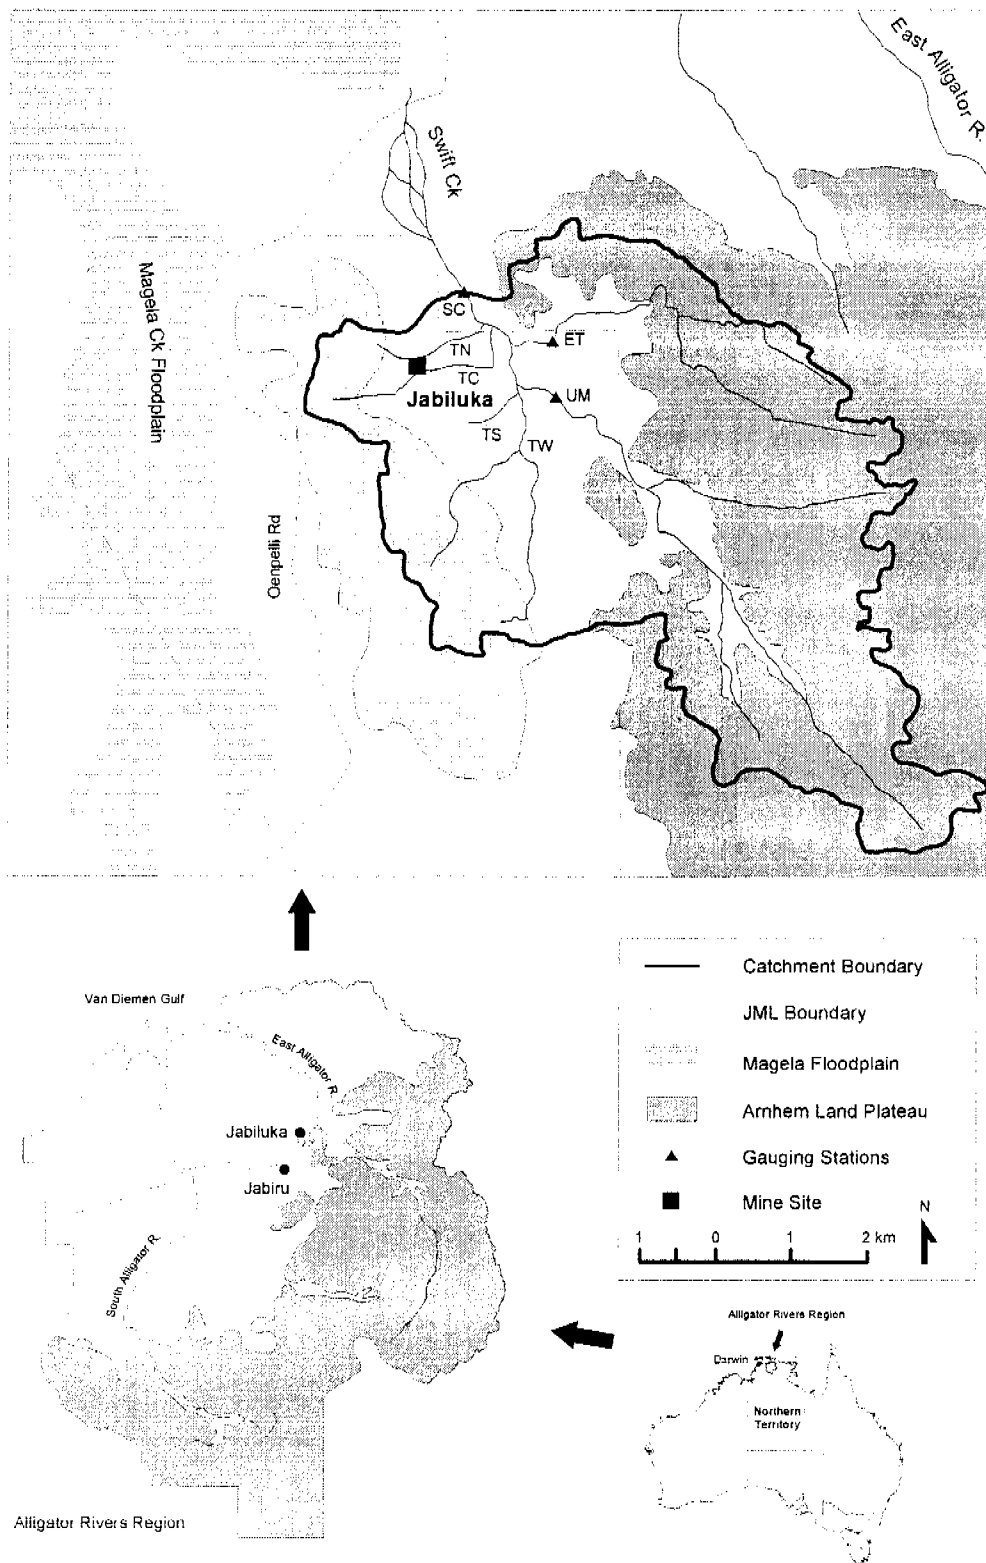 East Alligator R.
Swift Ck
Magela Ck Floodplain
SC
ET
TN
TC
Jabiluka
UM
TS
TW
Oenpelli Rd
Catchment Boundary
JML Boundary
Magela Floodplain
Arnhem Land Plateau
Gauging Stations
Mine Site
N
1 0 1 2 km
Van Diemen Gulf
East Alligator R.
Jabiluka
Jabiru
South Alligator R.
Alligator Rivers Region
Alligator Rivers Region
Darwin
Northern
Territory